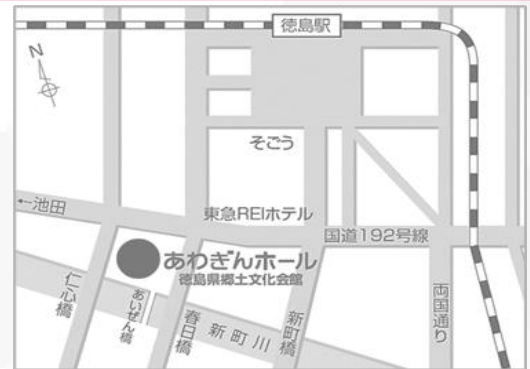 徳島駅
N
そごう
←池田
東急REIホテル
国道192号線
あわぎんホール
徳島県郷土文化会館
仁心橋
あいぜん橋
春日橋
新町川
新町橋
両国通り